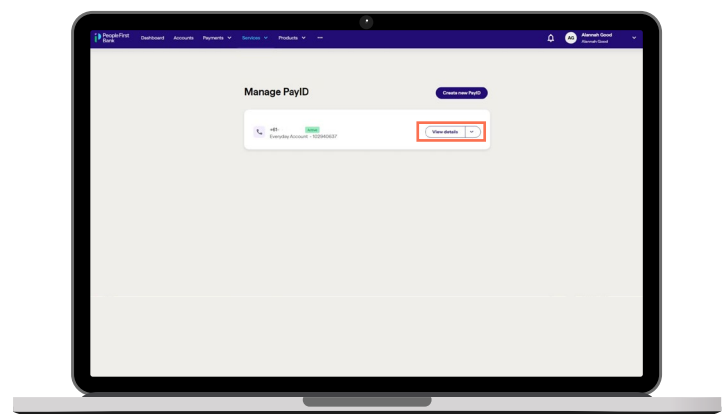 People First
Bank
Dashboard Accounts Payments Services Products
AG
Alannah Good
Alannah Good
Manage PayID
Create new PayID
+61-
Active
Everyday Account - 102940637
View details